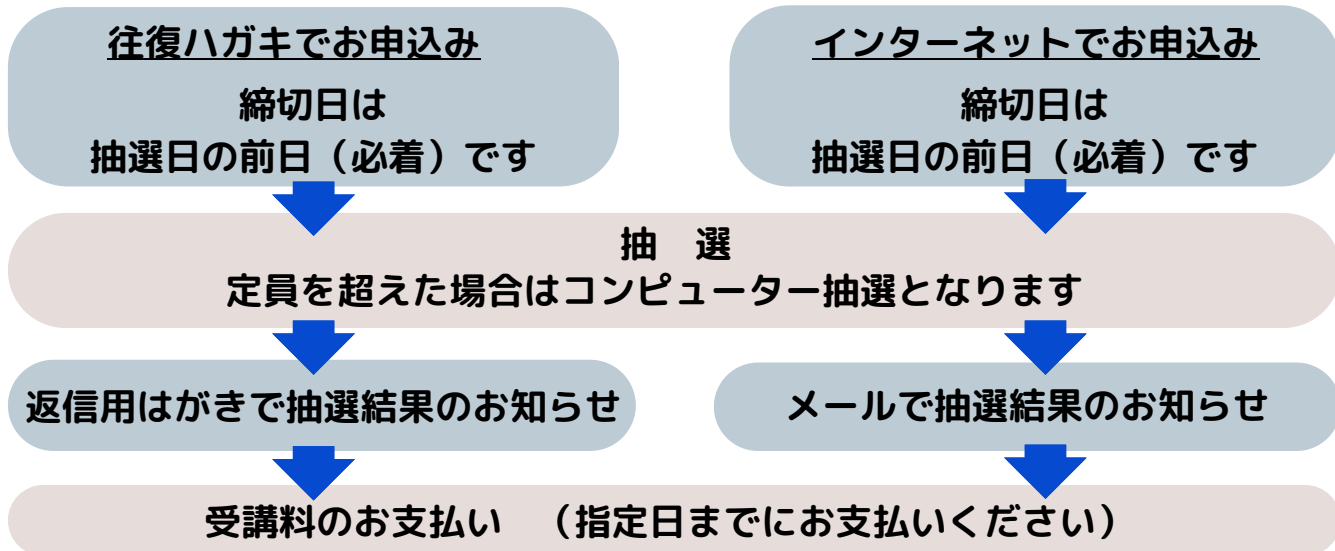 往復ハガキでお申込み
締切日は
抽選日の前日（必着）です
インターネットでお申込み
締切日は
抽選日の前日（必着）です
抽　選
定員を超えた場合はコンピューター抽選となります
返信用はがきで抽選結果のお知らせ
メールで抽選結果のお知らせ
受講料のお支払い　（指定日までにお支払いください）